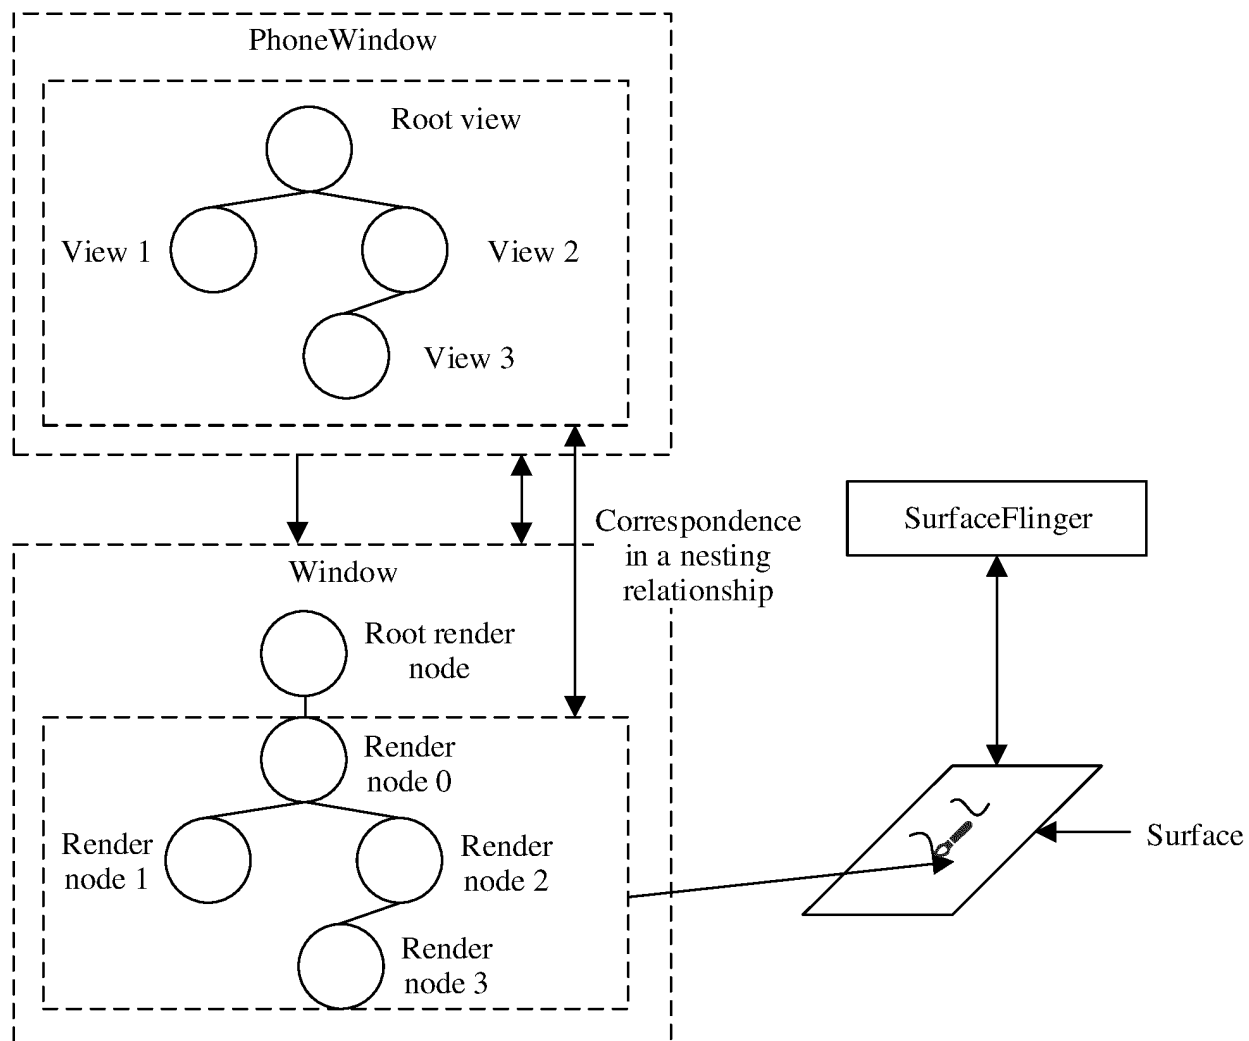 PhoneWindow
Root view
View 1
View 2
View 3
Correspondence
in a nesting
relationship
SurfaceFlinger
Window
Root render
node
Render
node 0
Render
node 1
Render
node 2
Render
node 3
Surface